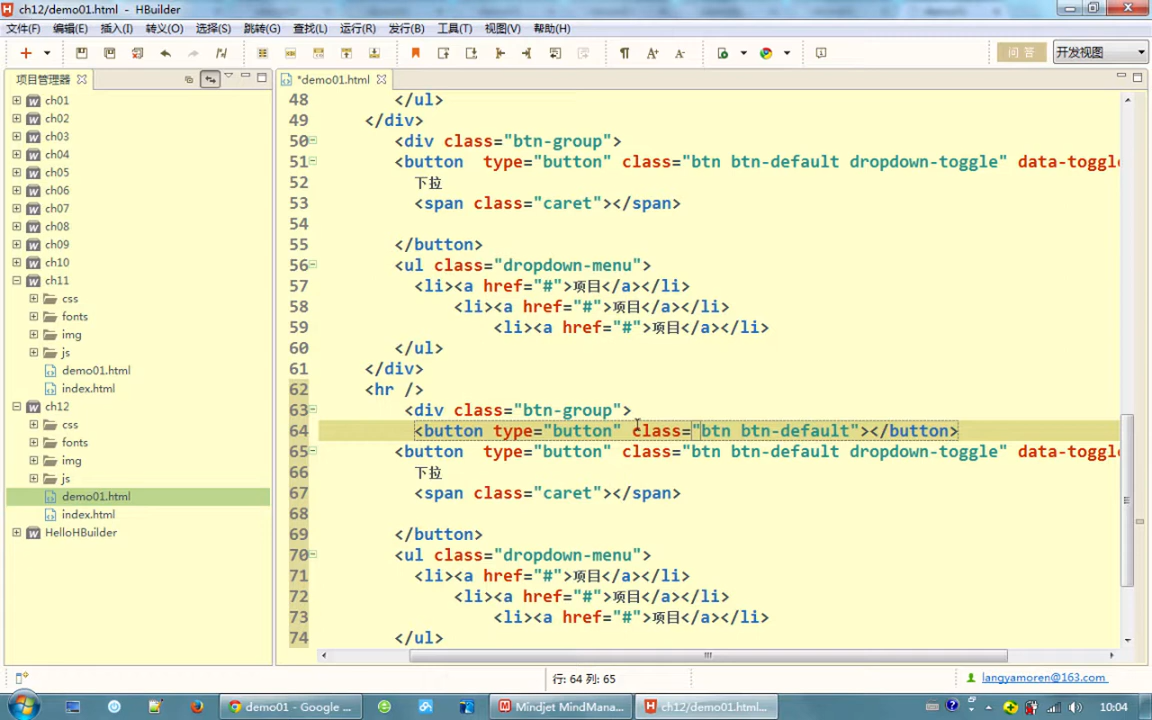 ch12/demo01.html - HBuilder
文件(F) 编辑(E) 插入(I) 转义(O) 选择(S) 跳转(G) 查找(L) 运行(R) 发行(B) 工具(T) 视图(V) 帮助(H)
问答 开发视图
项目管理器
*demo01.html
ch01
ch02
ch03
ch04
ch05
ch06
ch07
ch08
ch09
ch10
ch11
css
fonts
img
js
demo01.html
index.html
ch12
css
fonts
img
js
demo01.html
index.html
HelloHBuilder
48 </ul>
49 </div>
50 <div class="btn-group">
51 <button type="button" class="btn btn-default dropdown-toggle" data-toggle
52 下拉
53 <span class="caret"></span>
54
55 </button>
56 <ul class="dropdown-menu">
57 <li><a href="#">项目</a></li>
58 <li><a href="#">项目</a></li>
59 <li><a href="#">项目</a></li>
60 </ul>
61 </div>
62 <hr />
63 <div class="btn-group">
64 <button type="button" class="btn btn-default"></button>
65 <button type="button" class="btn btn-default dropdown-toggle" data-toggle
66 下拉
67 <span class="caret"></span>
68
69 </button>
70 <ul class="dropdown-menu">
71 <li><a href="#">项目</a></li>
72 <li><a href="#">项目</a></li>
73 <li><a href="#">项目</a></li>
74 </ul>
行: 64 列: 65
langyamoren@163.com
demo01 - Google ...
Mindjet MindMana...
ch12/demo01.html...
10:04